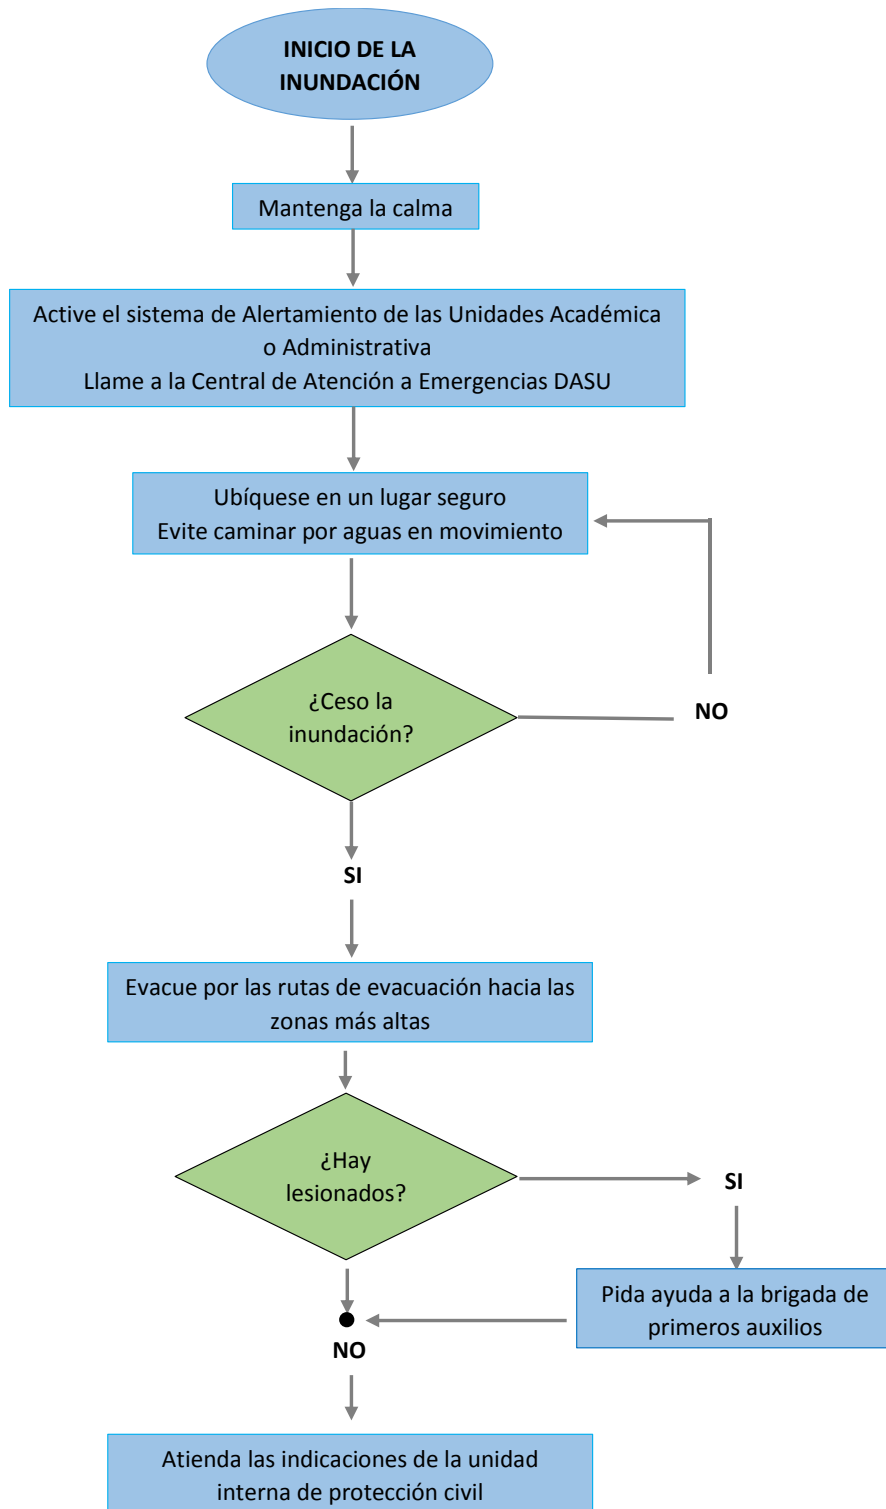 INICIO DE LA
INUNDACIÓN
Mantenga la calma
Active el sistema de Alertamiento de las Unidades Académica
o Administrativa
Llame a la Central de Atención a Emergencias DASU
Ubíquese en un lugar seguro
Evite caminar por aguas en movimiento
¿Ceso la
inundación?
NO
SI
Evacue por las rutas de evacuación hacia las
zonas más altas
¿Hay
lesionados?
SI
Pida ayuda a la brigada de
primeros auxilios
NO
Atienda las indicaciones de la unidad
interna de protección civil